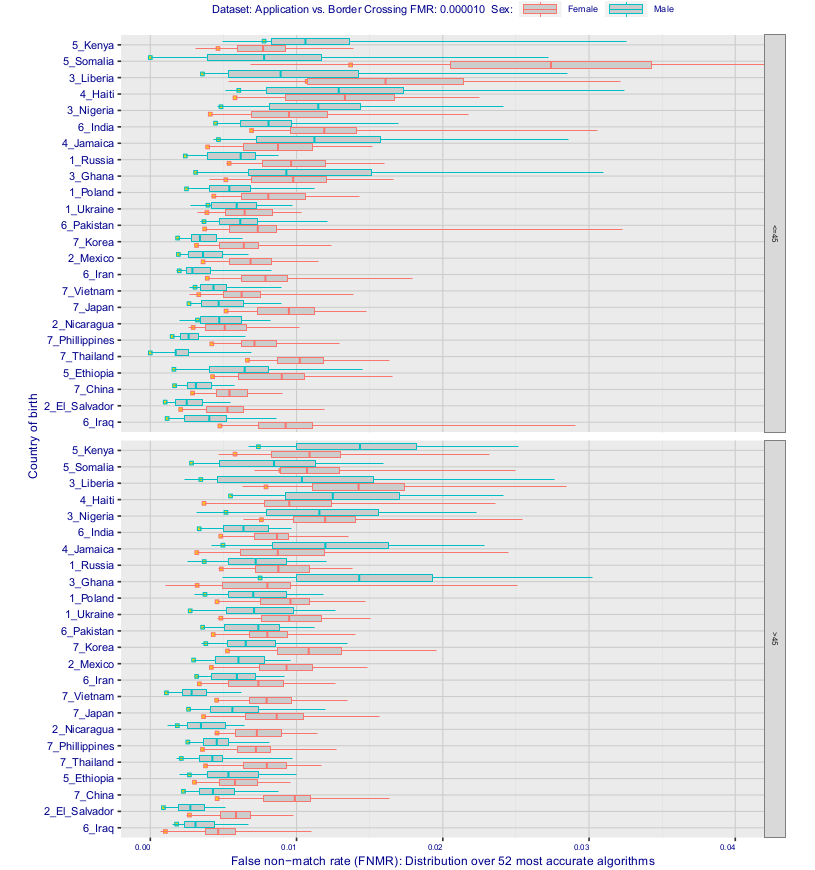 Dataset: Application vs. Border Crossing FMR: 0.000010 Sex: Female Male
5_Kenya
5_Somalia
3_Liberia
4_Haiti
3_Nigeria
6_India
4_Jamaica
1_Russia
3_Ghana
1_Poland
1_Ukraine
6_Pakistan
7_Korea
2_Mexico
6_Iran
7_Vietnam
7_Japan
2_Nicaragua
7_Phillippines
7_Thailand
5_Ethiopia
7_China
2_El_Salvador
6_Iraq
<=45
Country of birth
5_Kenya
5_Somalia
3_Liberia
4_Haiti
3_Nigeria
6_India
4_Jamaica
1_Russia
3_Ghana
1_Poland
1_Ukraine
6_Pakistan
7_Korea
2_Mexico
6_Iran
7_Vietnam
7_Japan
2_Nicaragua
7_Phillippines
7_Thailand
5_Ethiopia
7_China
2_El_Salvador
6_Iraq
>45
0.00 0.01 0.02 0.03 0.04
False non−match rate (FNMR): Distribution over 52 most accurate algorithms